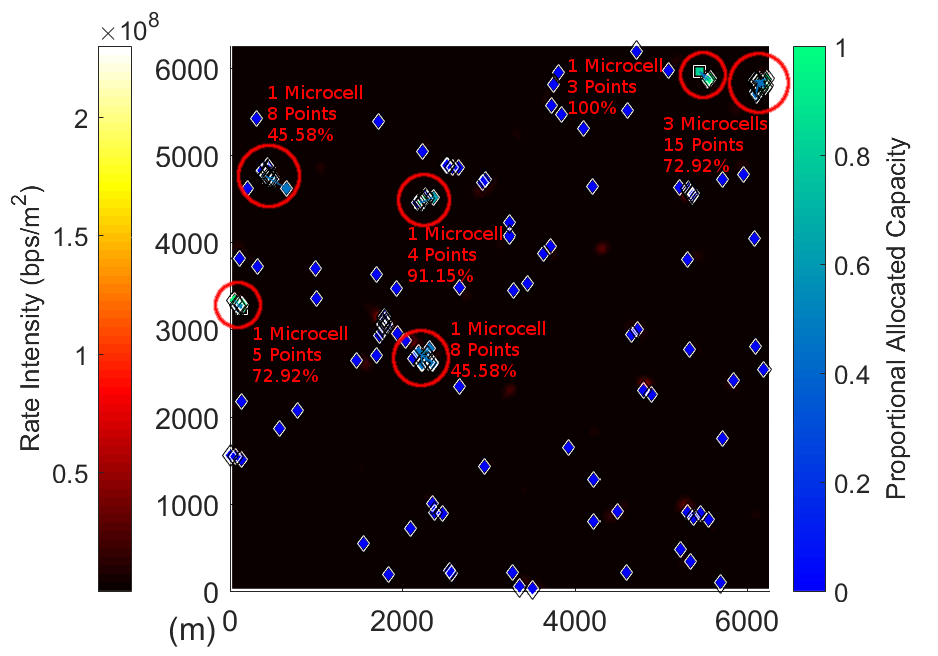 ×10⁸
2
1.5
1
0.5
Rate Intensity (bps/m²)
6000
5000
4000
3000
2000
1000
0
(m)
0
2000
4000
6000
1 Microcell
8 Points
45.58%
1 Microcell
3 Points
100%
3 Microcells
15 Points
72.92%
1 Microcell
4 Points
91.15%
1 Microcell
5 Points
72.92%
1 Microcell
8 Points
45.58%
1
0.8
0.6
0.4
0.2
0
Proportional Allocated Capacity